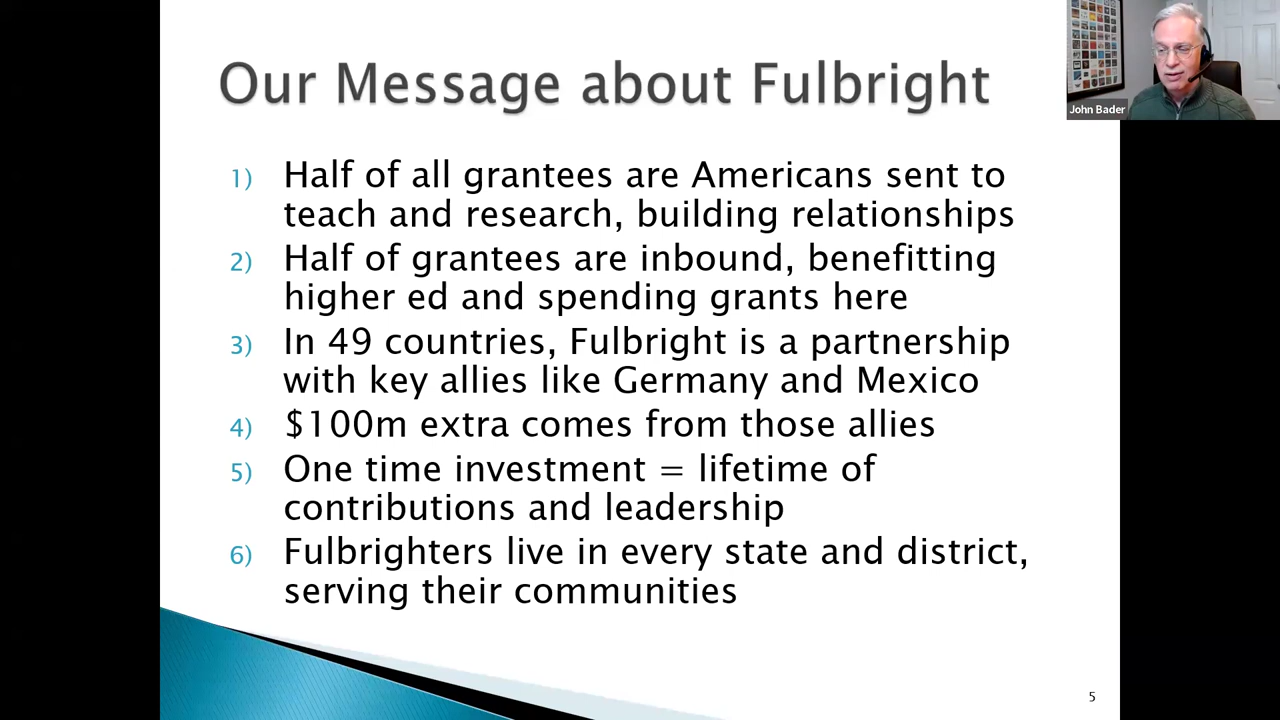 Our Message about Fulbright
John Bader
1) Half of all grantees are Americans sent to
teach and research, building relationships
2) Half of grantees are inbound, benefitting
higher ed and spending grants here
3) In 49 countries, Fulbright is a partnership
with key allies like Germany and Mexico
4) $100m extra comes from those allies
5) One time investment = lifetime of
contributions and leadership
6) Fulbrighters live in every state and district,
serving their communities
5